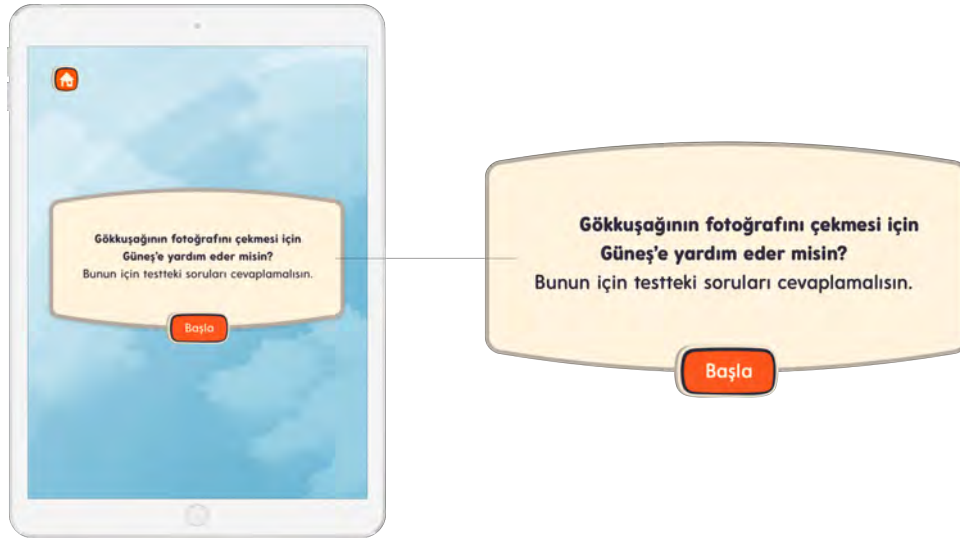 Gökkuşağının fotoğrafını çekmesi için
Güneş'e yardım eder misin?
Bunun için testteki soruları cevaplamalısın.
Başla
Gökkuşağının fotoğrafını çekmesi için
Güneş'e yardım eder misin?
Bunun için testteki soruları cevaplamalısın.
Başla